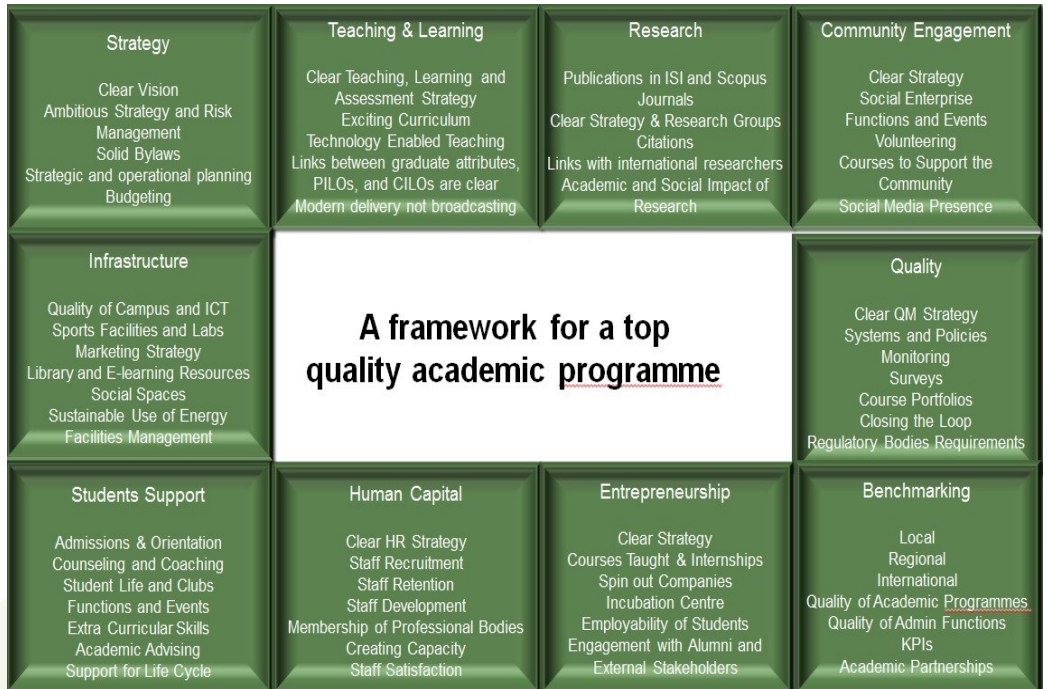 Strategy
Clear Vision
Ambitious Strategy and Risk
Management
Solid Bylaws
Strategic and operational planning
Budgeting
Teaching & Learning
Clear Teaching, Learning and
Assessment Strategy
Exciting Curriculum
Technology Enabled Teaching
Links between graduate attributes,
PILOs, and CILOs are clear
Modern delivery not broadcasting
Research
Publications in ISI and Scopus
Journals
Clear Strategy & Research Groups
Citations
Links with international researchers
Academic and Social Impact of
Research
Community Engagement
Clear Strategy
Social Enterprise
Functions and Events
Volunteering
Courses to Support the
Community
Social Media Presence
Infrastructure
Quality of Campus and ICT
Sports Facilities and Labs
Marketing Strategy
Library and E-learning Resources
Social Spaces
Sustainable Use of Energy
Facilities Management
A framework for a top
quality academic programme
Quality
Clear QM Strategy
Systems and Policies
Monitoring
Surveys
Course Portfolios
Closing the Loop
Regulatory Bodies Requirements
Students Support
Admissions & Orientation
Counseling and Coaching
Student Life and Clubs
Functions and Events
Extra Curricular Skills
Academic Advising
Support for Life Cycle
Human Capital
Clear HR Strategy
Staff Recruitment
Staff Retention
Staff Development
Membership of Professional Bodies
Creating Capacity
Staff Satisfaction
Entrepreneurship
Clear Strategy
Courses Taught & Internships
Spin out Companies
Incubation Centre
Employability of Students
Engagement with Alumni and
External Stakeholders
Benchmarking
Local
Regional
International
Quality of Academic Programmes
Quality of Admin Functions
KPIs
Academic Partnerships